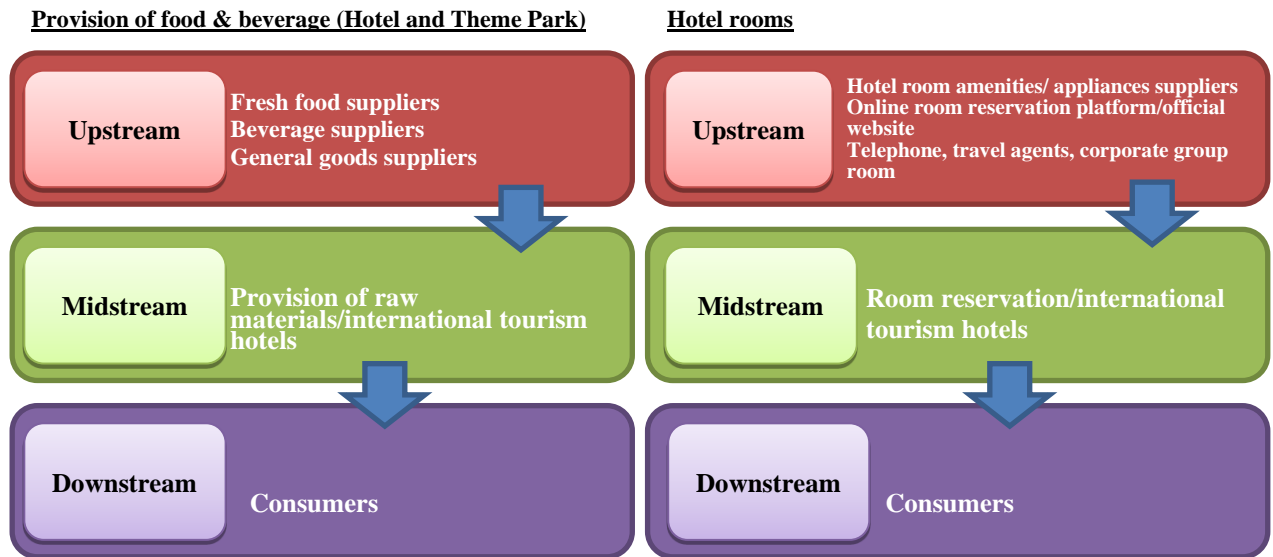 Provision of food & beverage (Hotel and Theme Park)
Upstream
Fresh food suppliers
Beverage suppliers
General goods suppliers
Midstream
Provision of raw
materials/international tourism
hotels
Downstream
Consumers
Hotel rooms
Upstream
Hotel room amenities/ appliances suppliers
Online room reservation platform/official
website
Telephone, travel agents, corporate group
room
Midstream
Room reservation/international
tourism hotels
Downstream
Consumers